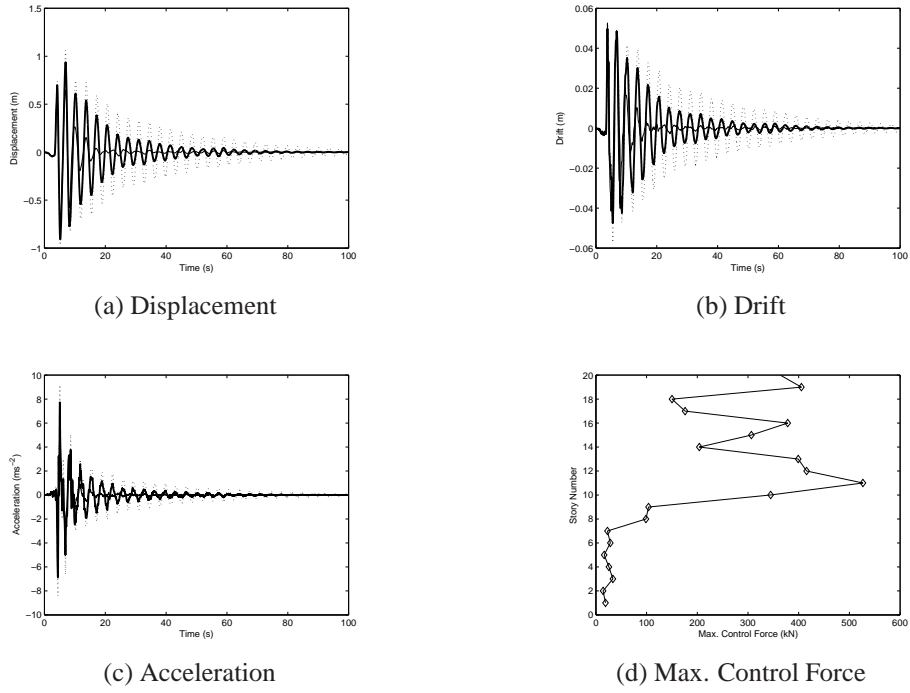 1.5
1
0.5
0
−0.5
−1
0 20 40 60 80 100
Displacement (m)
Time (s)
(a) Displacement
0.06
0.04
0.02
0
−0.02
−0.04
−0.06
0 20 40 60 80 100
Drift (m)
Time (s)
(b) Drift
10
8
6
4
2
0
−2
−4
−6
−8
−10
0 20 40 60 80 100
Acceleration (ms−2)
Time (s)
(c) Acceleration
20
18
16
14
12
10
8
6
4
2
0
0 100 200 300 400 500 600
Story Number
Max. Control Force (kN)
(d) Max. Control Force